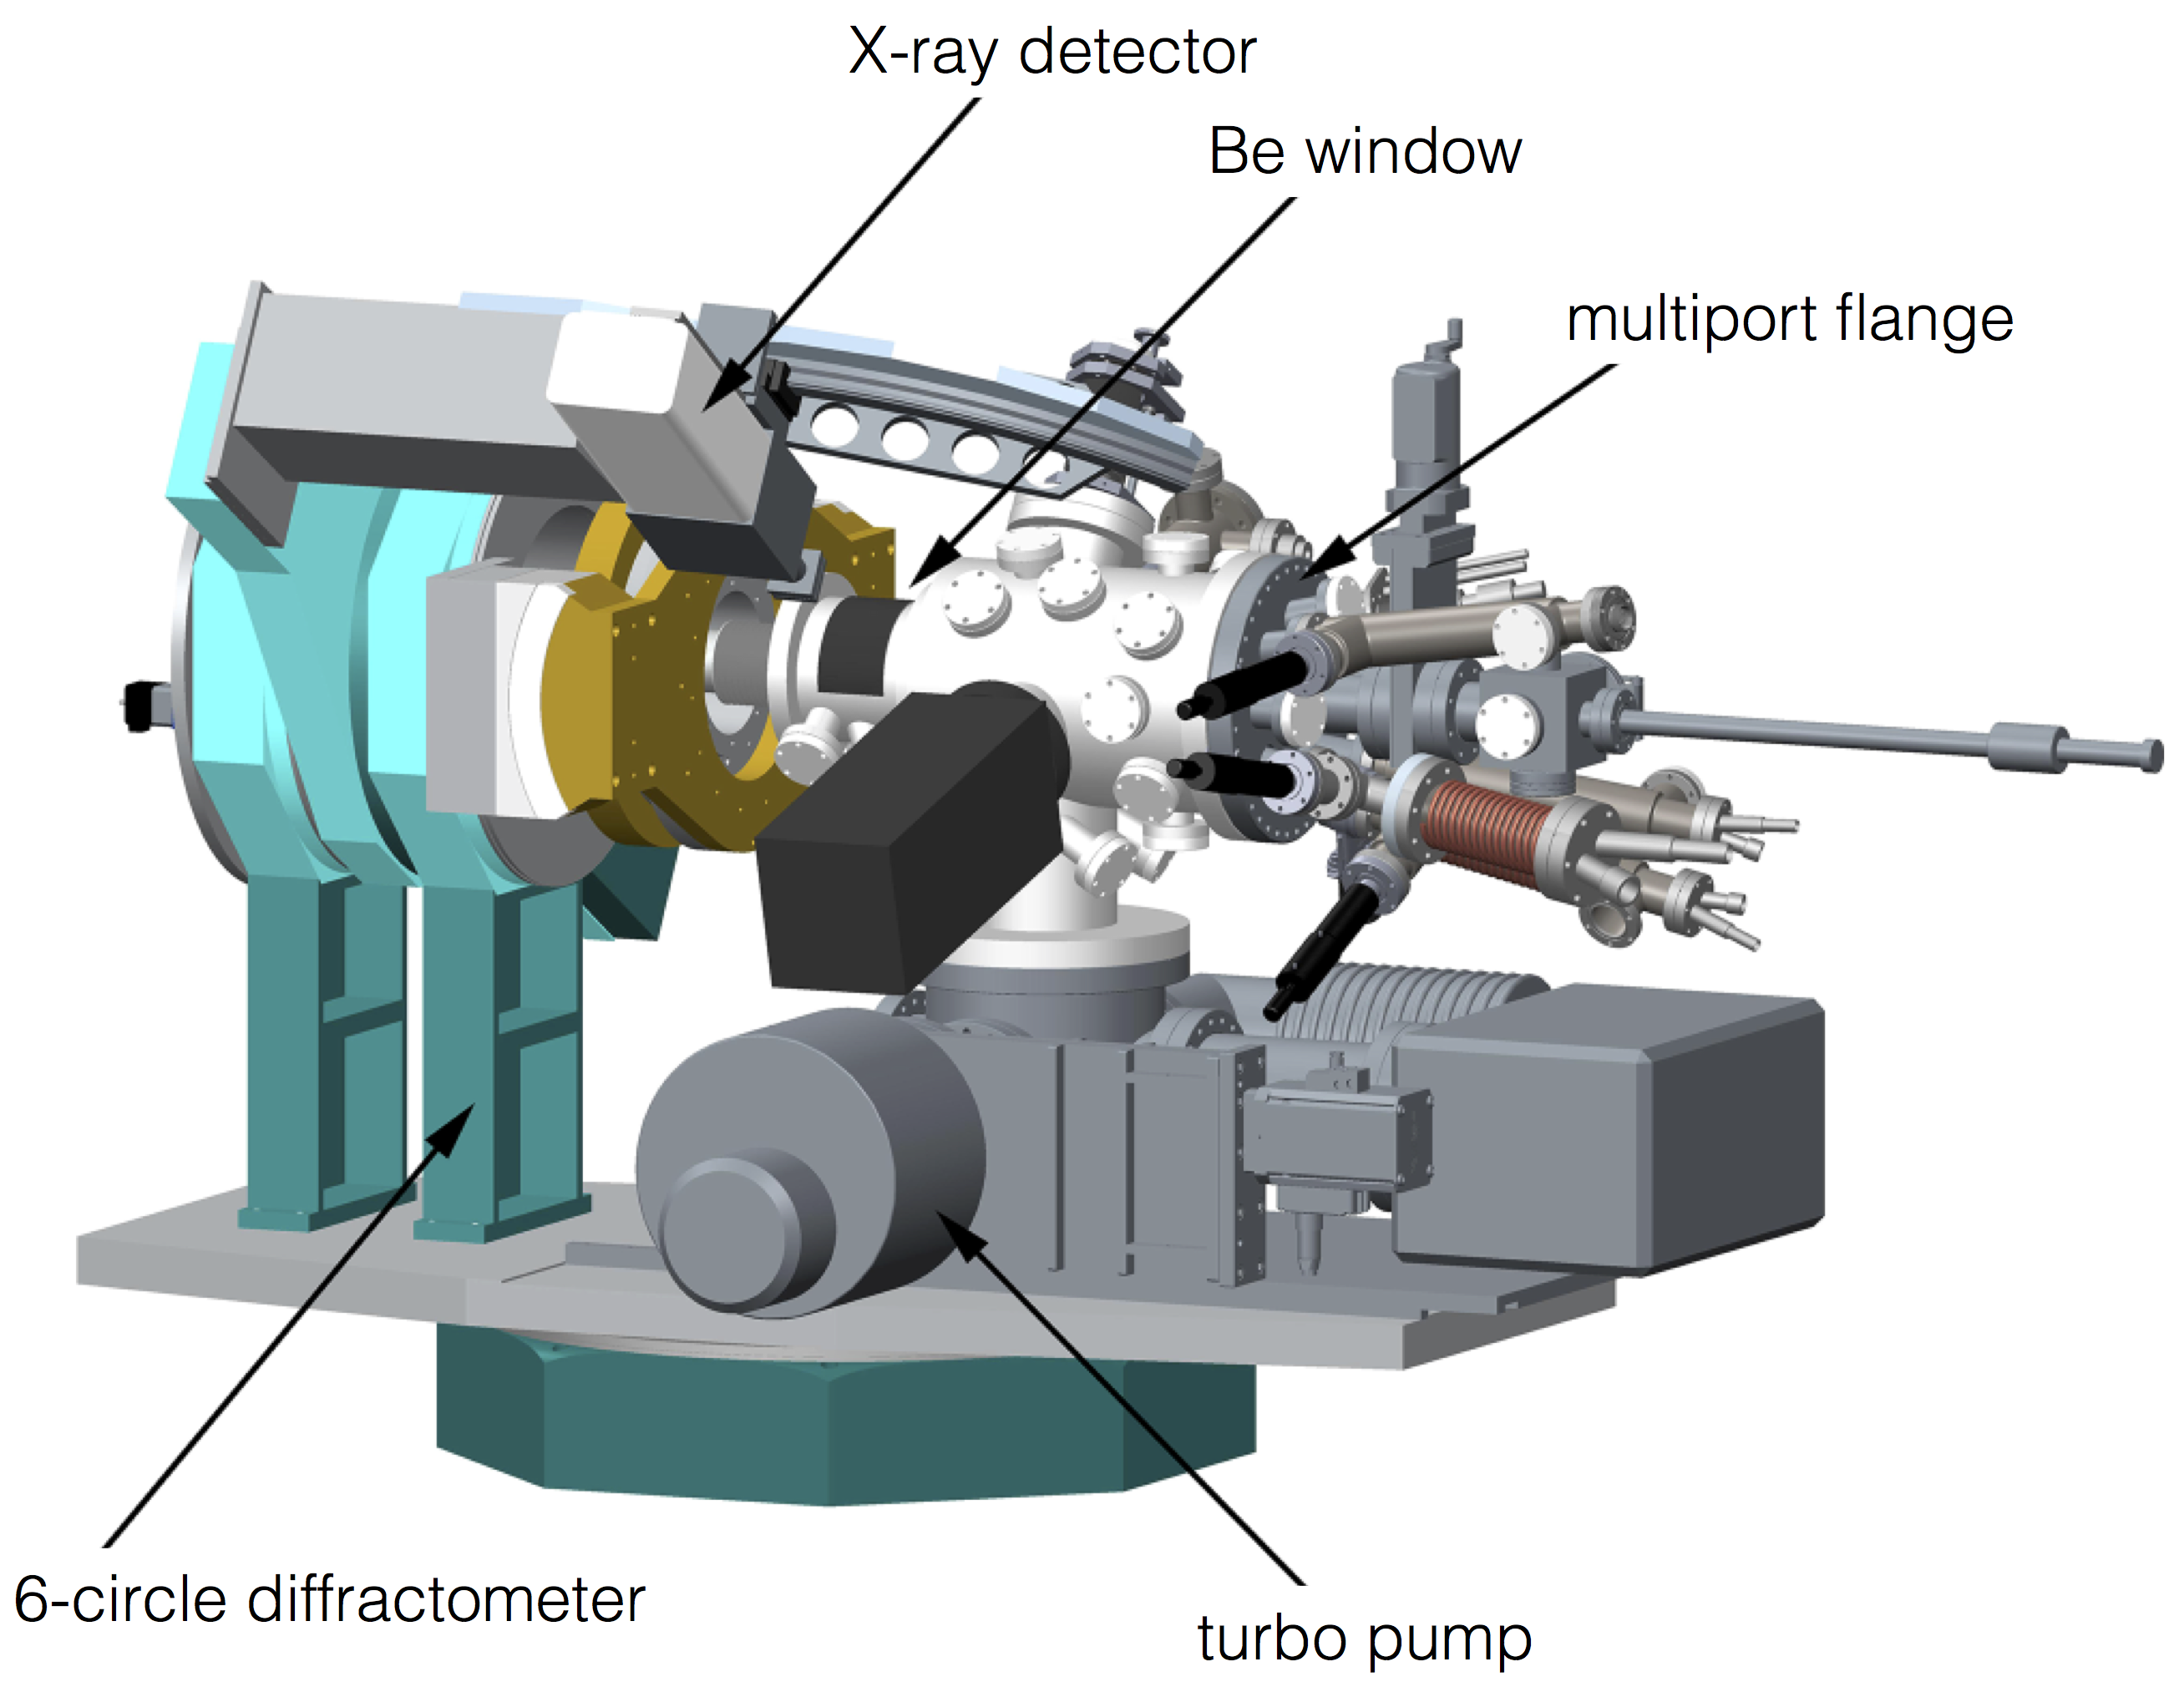 X-ray detector
Be window
multiport flange
6-circle diffractometer
turbo pump